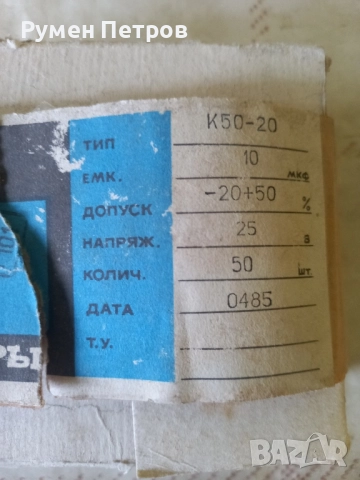 Румен Петров
ТИП К50-20
ЕМК. 10 мкф
ДОПУСК -20+50 %
НАПРЯЖ. 25 в
КОЛИЧ. 50 шт.
ДАТА 0485
Т.У.
РЫ
BAZAR